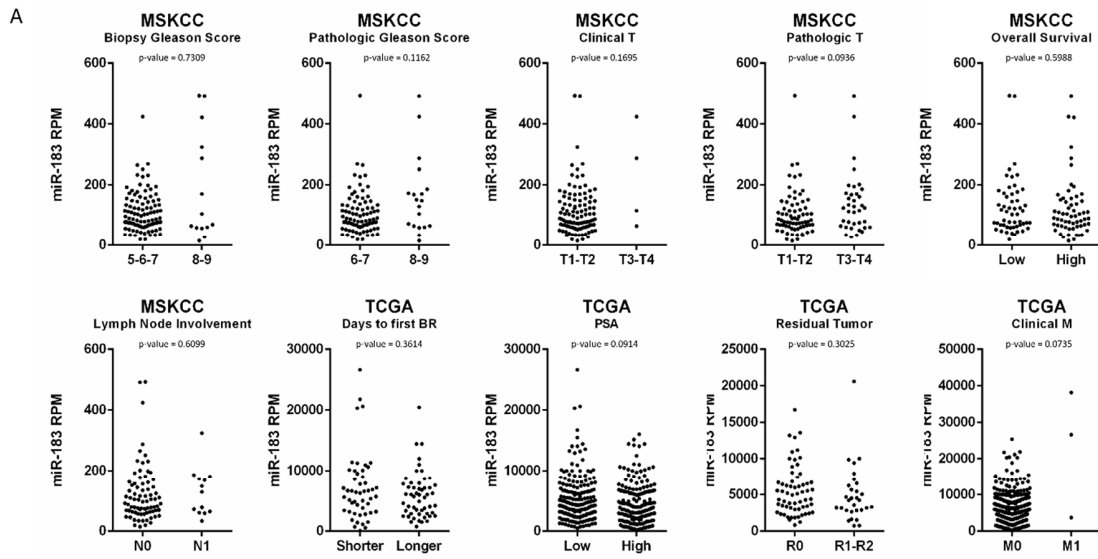 A
MSKCC
Biopsy Gleason Score
p-value = 0.7309
miR-183 RPM
600
400
200
0
5-6-7 8-9
MSKCC
Pathologic Gleason Score
p-value = 0.1162
miR-183 RPM
600
400
200
0
6-7 8-9
MSKCC
Clinical T
p-value = 0.1695
miR-183 RPM
600
400
200
0
T1-T2 T3-T4
MSKCC
Pathologic T
p-value = 0.0936
miR-183 RPM
600
400
200
0
T1-T2 T3-T4
MSKCC
Overall Survival
p-value = 0.5988
miR-183 RPM
600
400
200
0
Low High
MSKCC
Lymph Node Involvement
p-value = 0.6099
miR-183 RPM
600
400
200
0
N0 N1
TCGA
Days to first BR
p-value = 0.3614
miR-183 RPM
30000
20000
10000
0
Shorter Longer
TCGA
PSA
p-value = 0.0914
miR-183 RPM
30000
20000
10000
0
Low High
TCGA
Residual Tumor
p-value = 0.3025
miR-183 RPM
25000
20000
15000
10000
5000
0
R0 R1-R2
TCGA
Clinical M
p-value = 0.0735
miR-183 RPM
50000
40000
30000
20000
10000
0
M0 M1